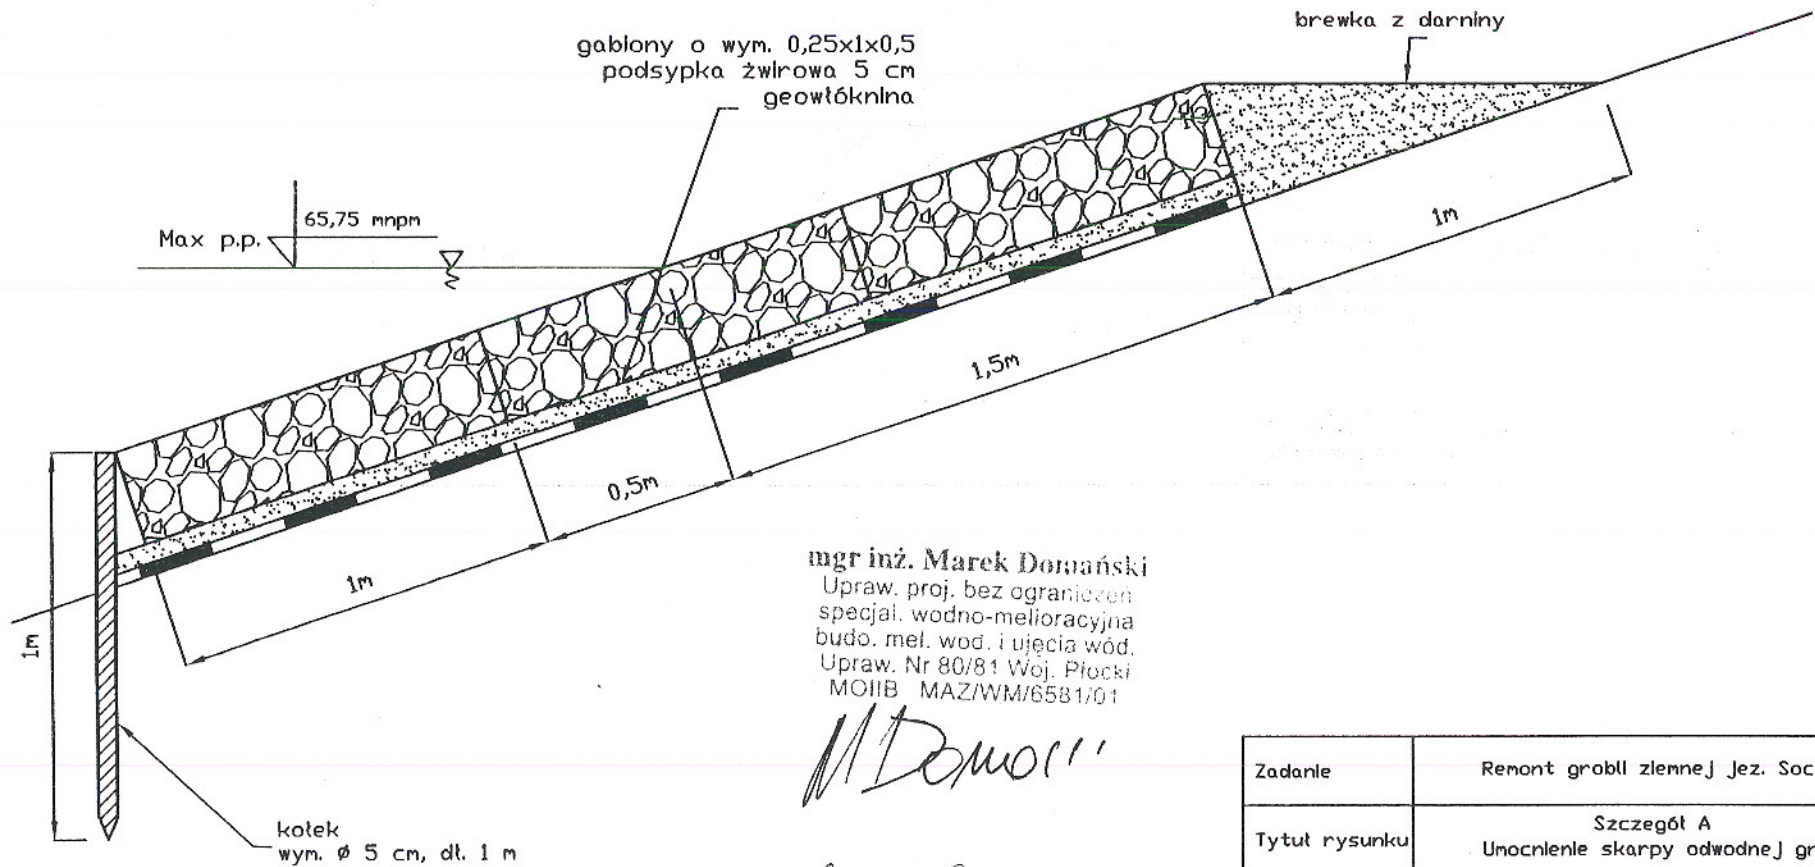 brewka z darniny
gabiony o wym. 0,25x1x0,5
podsypka żwirowa 5 cm
geowłóknina
1:3
65,75 mnpm
Max p.p.
1m
1,5m
0,5m
1m
1m
mgr inż. Marek Domański
Upraw. proj. bez ograniczeń
specjal. wodno-melioracyjna
budo. mel. wod. i ujęcia wód.
Upraw. Nr 80/81 Woj. Płocki
MOIIB MAZ/WM/6581/01
kołek
wym. ø 5 cm, dł. 1 m
Zadanie
Remont grobli ziemnej jez. Soc
Tytuł rysunku
Szczegół A
Umocnienie skarpy odwodnej gr